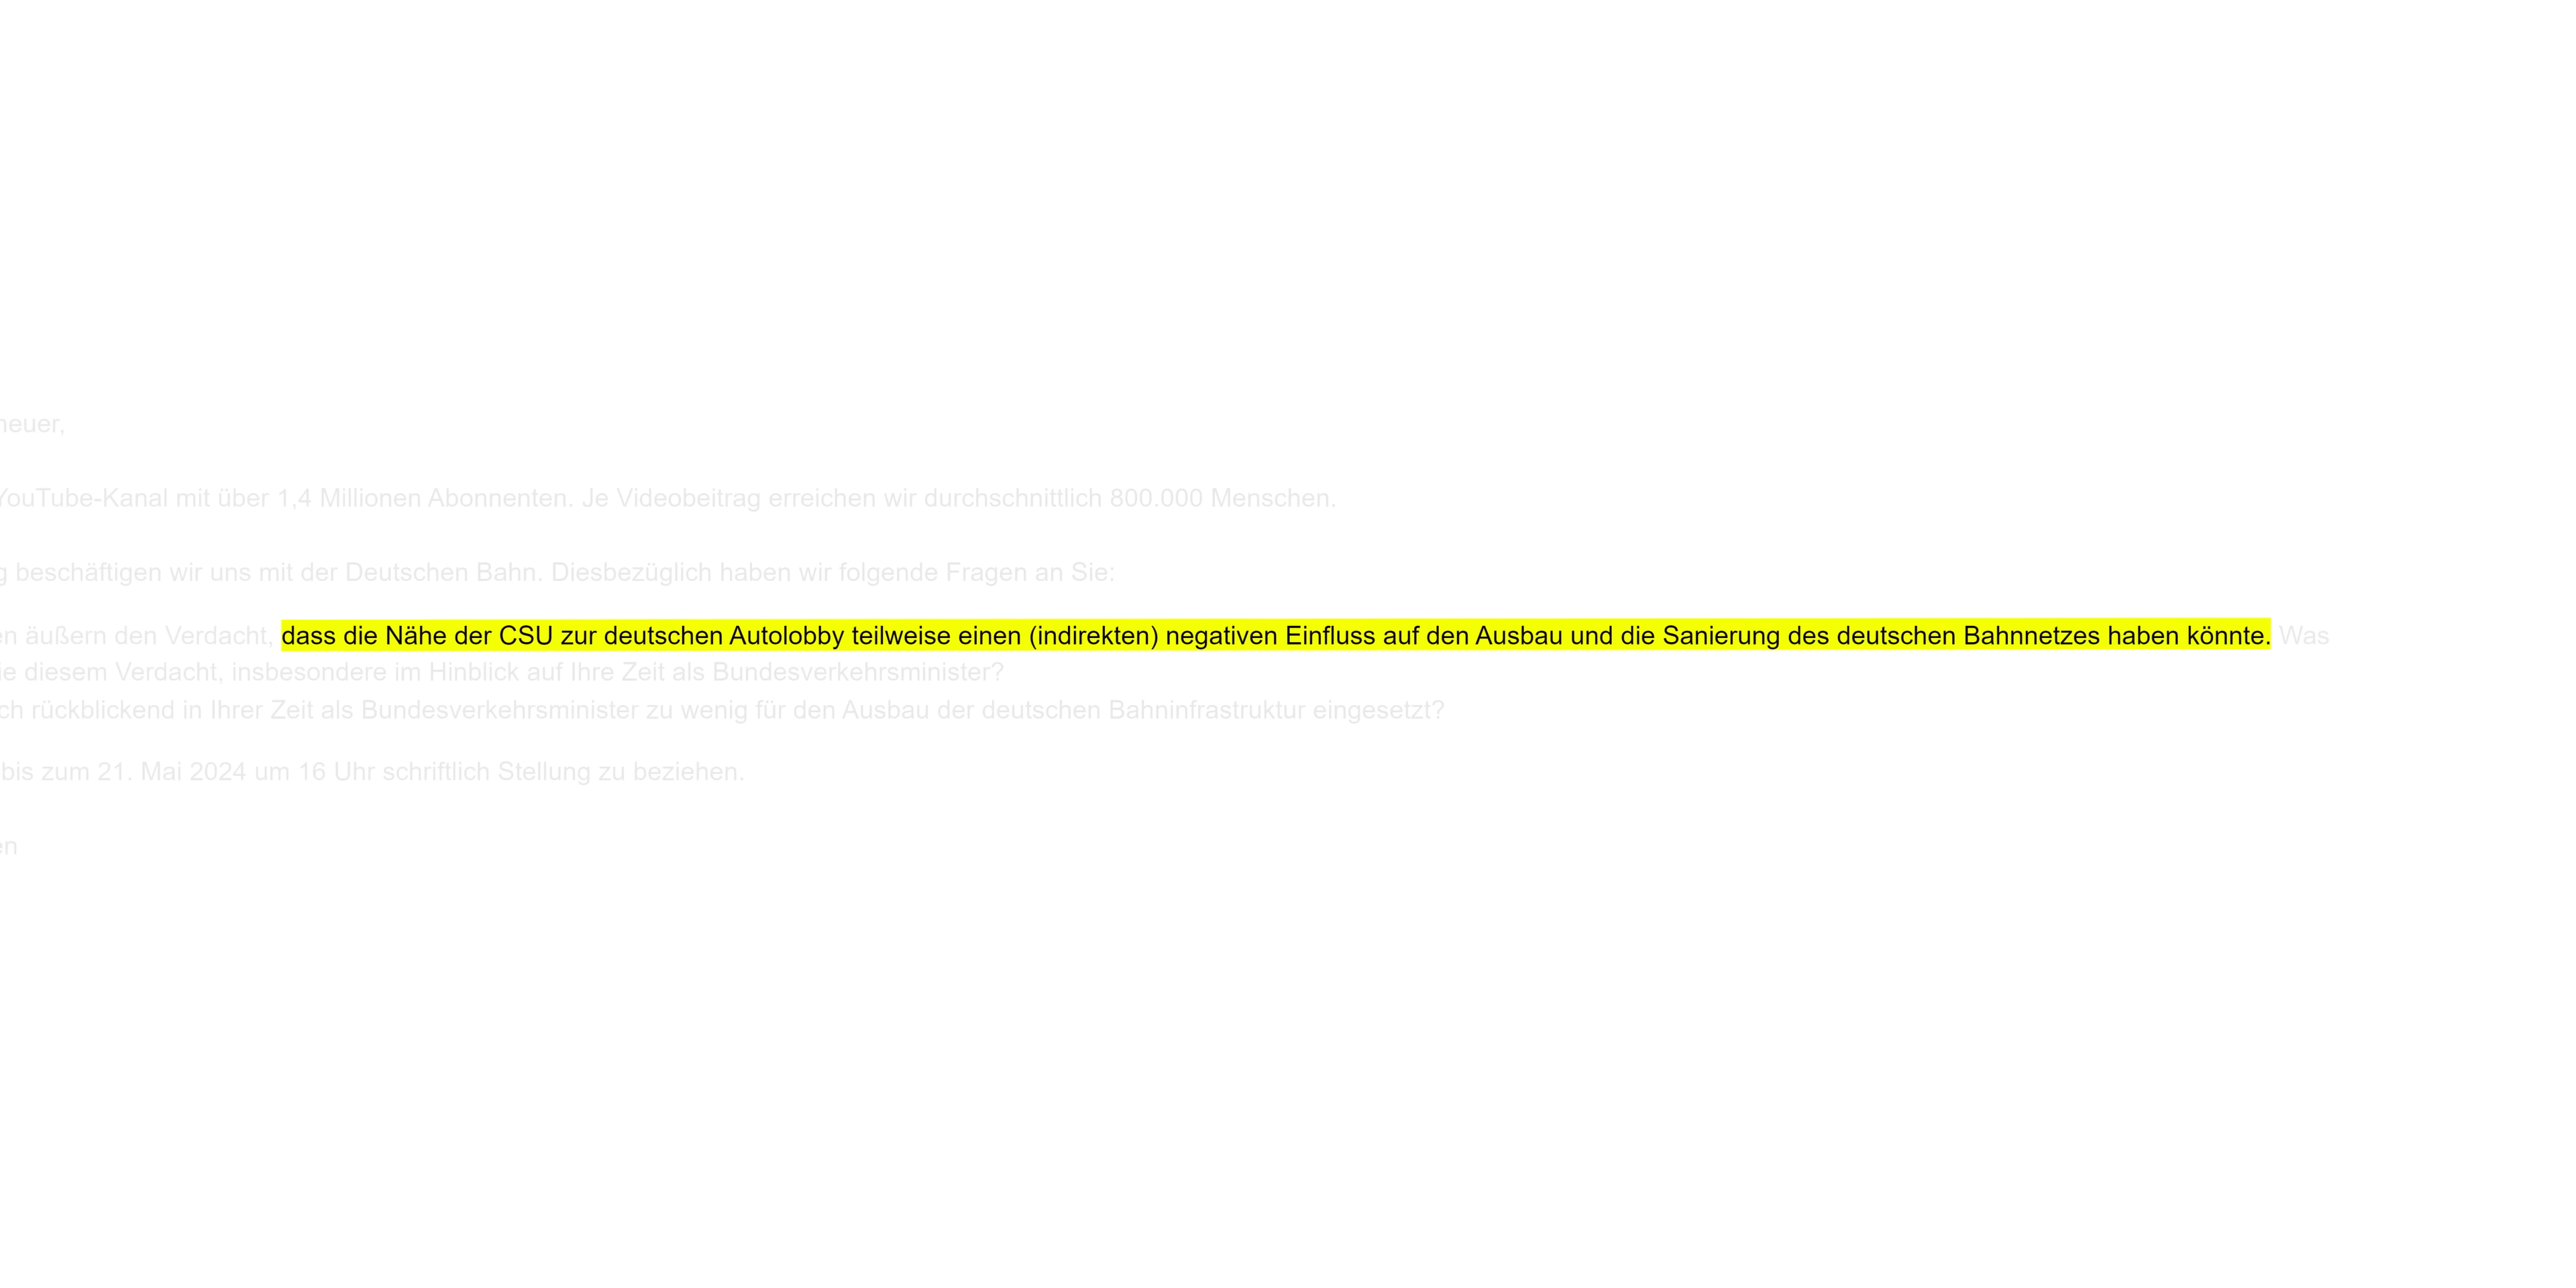 heuer,
YouTube-Kanal mit über 1,4 Millionen Abonnenten. Je Videobeitrag erreichen wir durchschnittlich 800.000 Menschen.
g beschäftigen wir uns mit der Deutschen Bahn. Diesbezüglich haben wir folgende Fragen an Sie:
en äußern den Verdacht, dass die Nähe der CSU zur deutschen Autolobby teilweise einen (indirekten) negativen Einfluss auf den Ausbau und die Sanierung des deutschen Bahnnetzes haben könnte. Was
ie diesem Verdacht, insbesondere im Hinblick auf Ihre Zeit als Bundesverkehrsminister?
ch rückblickend in Ihrer Zeit als Bundesverkehrsminister zu wenig für den Ausbau der deutschen Bahninfrastruktur eingesetzt?
bis zum 21. Mai 2024 um 16 Uhr schriftlich Stellung zu beziehen.
en